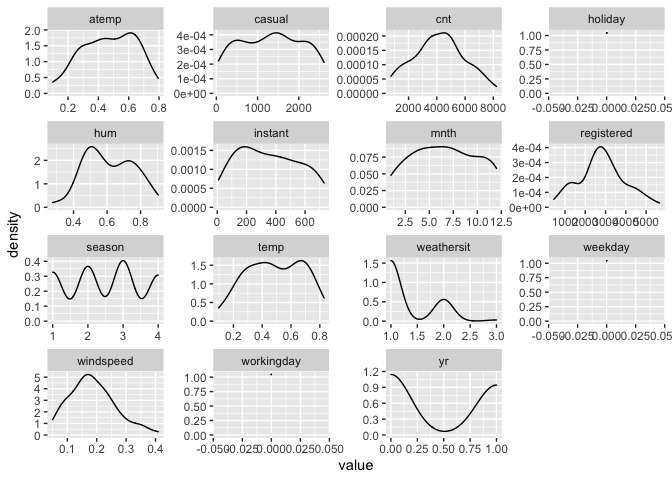 atemp casual cnt holiday
2.0 4e-04 0.00020 1.00
1.5 3e-04 0.00015 0.75
1.0 2e-04 0.00010 0.50
0.5 1e-04 0.00005 0.25
0.0 0e+00 0.00000 0.00
0.2 0.4 0.6 0.8 0 1000 2000 2000 4000 6000 8000 -0.050 -0.025 0.000 0.025 0.050
hum instant mnth registered
2 0.0015 0.075 4e-04
1 0.0010 0.050 3e-04
0 0.0005 0.025 2e-04
0.0000 0.000 1e-04
0e+00
0.4 0.6 0.8 0 200 400 600 2.5 5.0 7.5 10.0 12.5 1000 2000 3000 4000 5000
density
season temp weathersit weekday
0.4 1.5 1.5 1.00
0.3 1.0 1.0 0.75
0.2 0.5 0.5 0.50
0.1 0.0 0.0 0.25
0.0 0.00
1 2 3 4 0.2 0.4 0.6 0.8 1.0 1.5 2.0 2.5 3.0 -0.050 -0.025 0.000 0.025 0.050
windspeed workingday yr
5 1.00 1.2
4 0.75 0.9
3 0.50 0.6
2 0.25 0.3
1 0.00 0.0
0
0.1 0.2 0.3 0.4 -0.050 -0.025 0.000 0.025 0.050 0.00 0.25 0.50 0.75 1.00
value